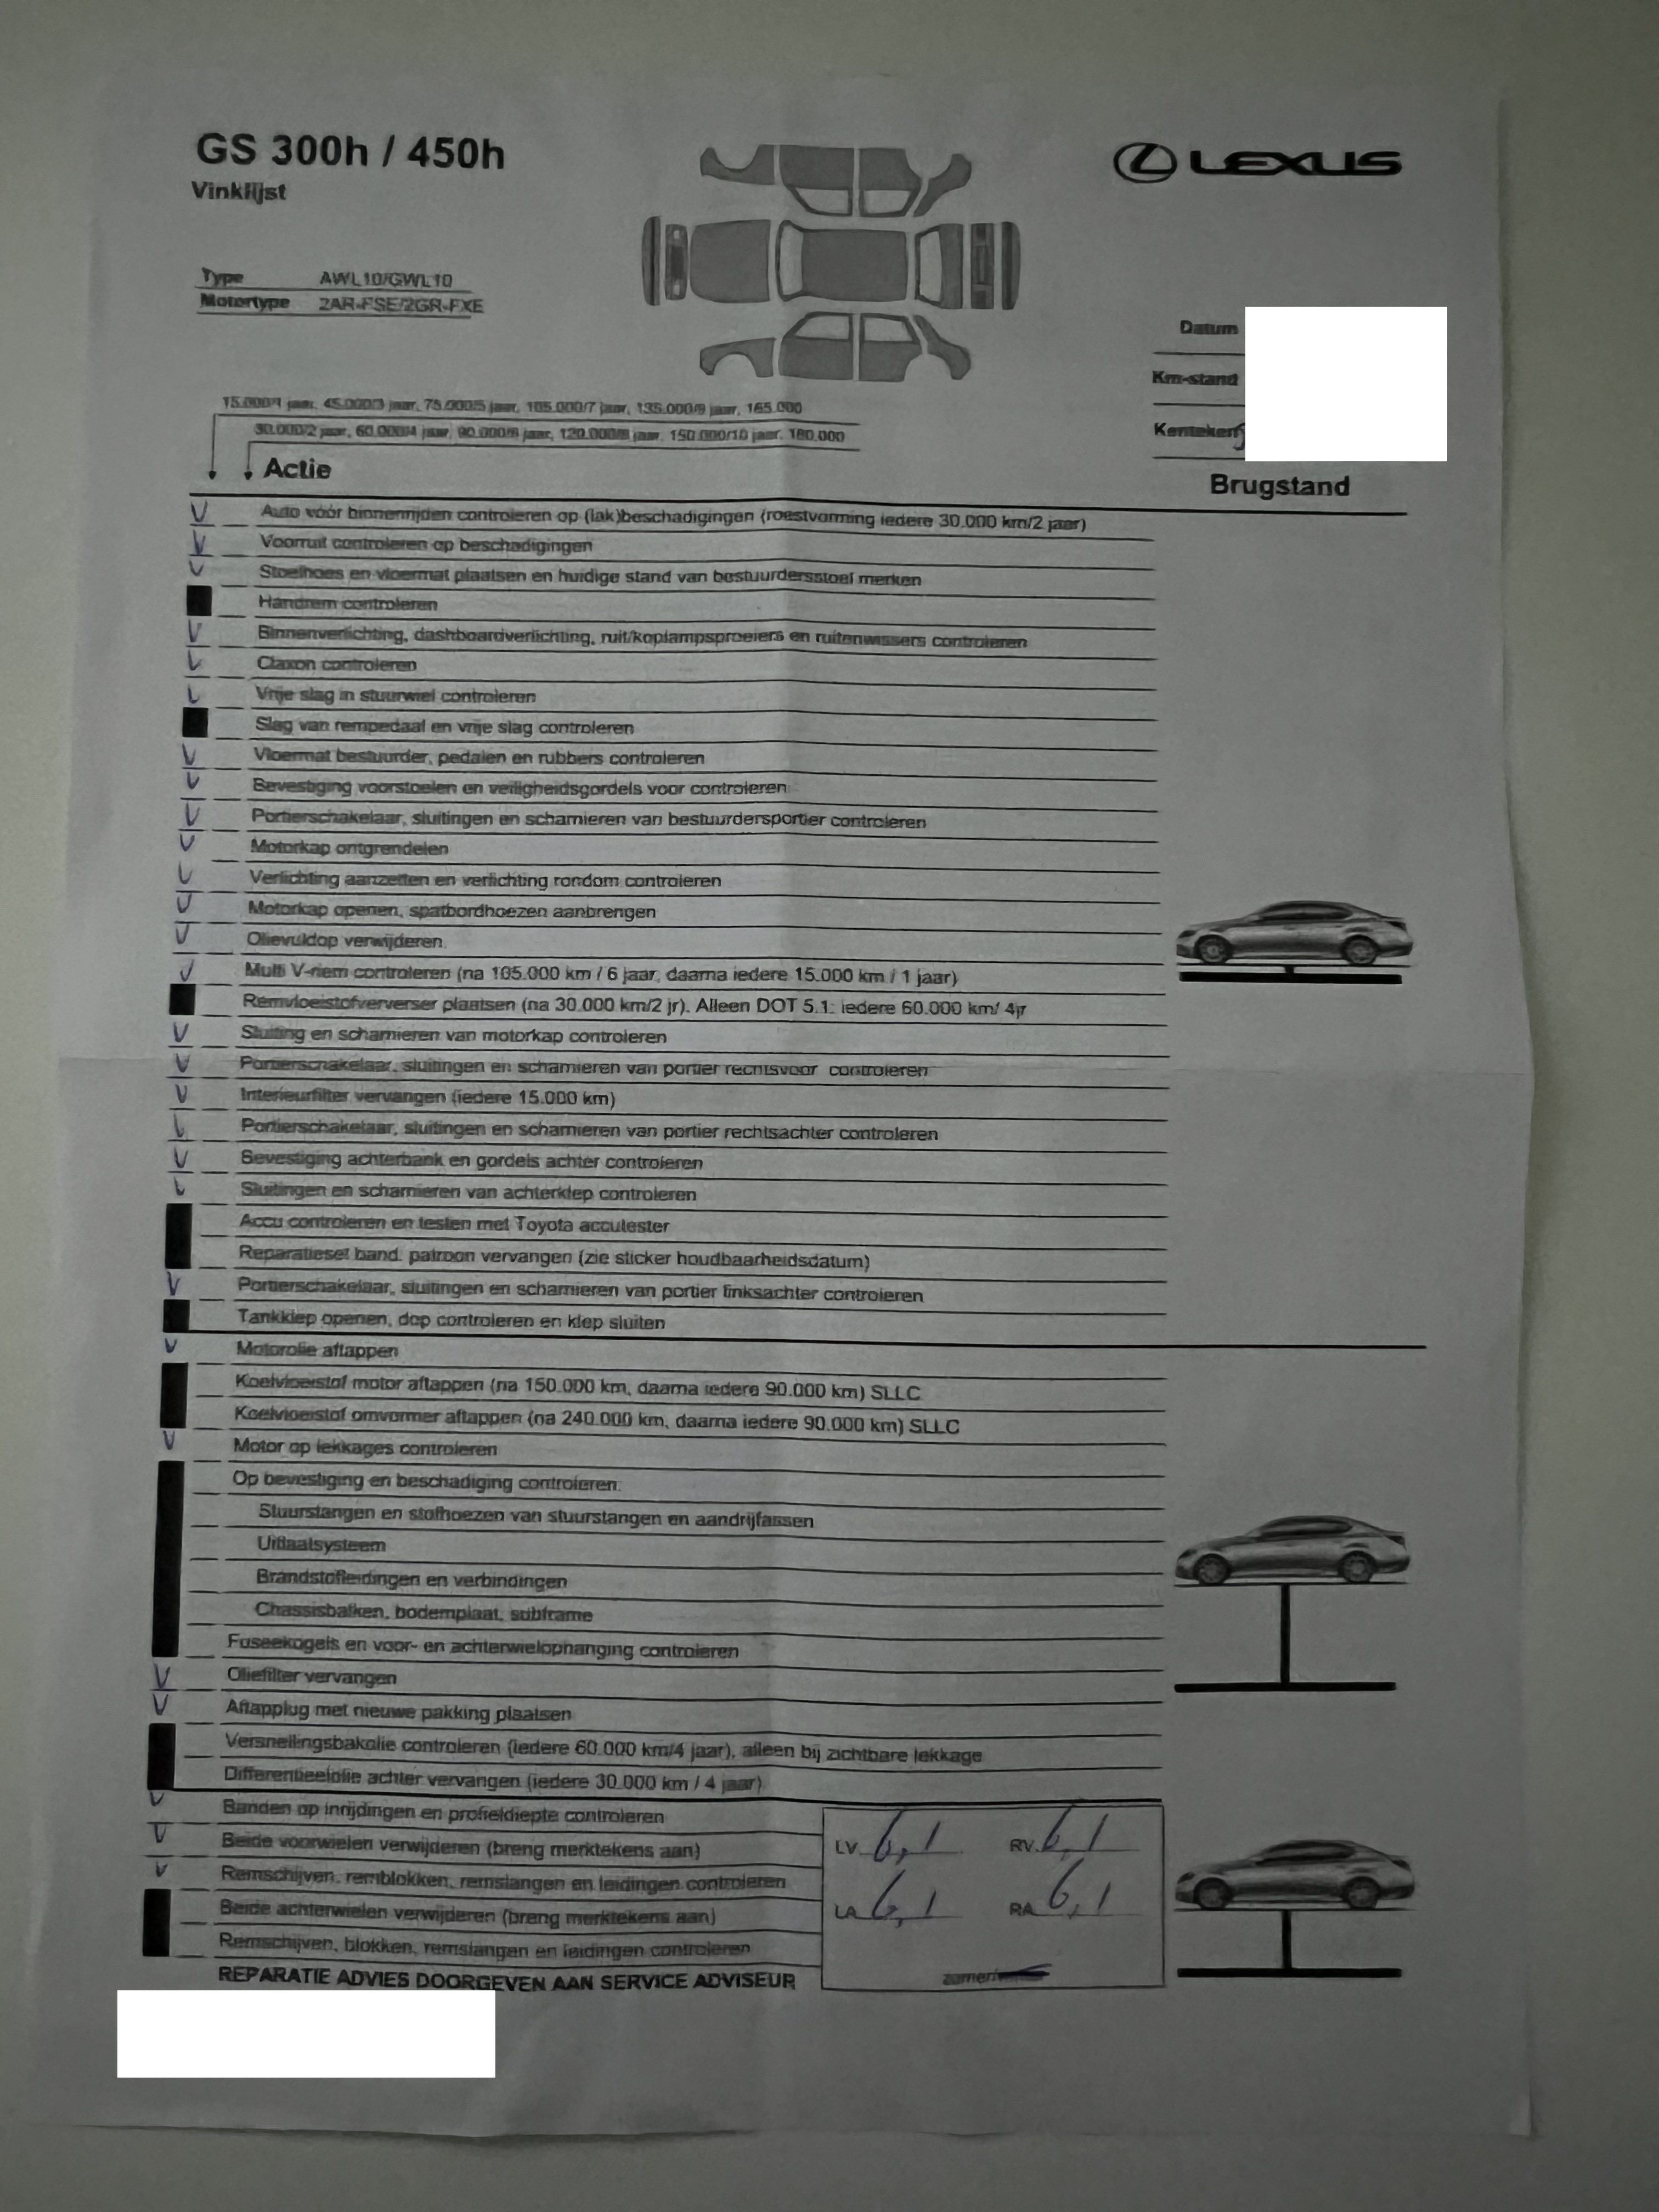 GS 300h / 450h
LEXUS
Vinklijst
Type AWL10/GWL10
Motortype 2AR-FSE/2GR-FXE
Datum
Km-stand
Kenteken
15.000/1 jaar, 45.000/3 jaar, 75.000/5 jaar, 105.000/7 jaar, 135.000/9 jaar, 165.000
30.000/2 jaar, 60.000/4 jaar, 90.000/6 jaar, 120.000/8 jaar, 150.000/10 jaar, 180.000
Actie
Brugstand
Auto vóór binnenrijden controleren op (lak)beschadigingen (roestvorming iedere 30.000 km/2 jaar)
Voorruit controleren op beschadigingen
Stoelhoes en vloermat plaatsen en huidige stand van bestuurdersstoel merken
Handrem controleren
Binnenverlichting, dashboardverlichting, ruit/koplampsproeiers en ruitenwissers controleren
Claxon controleren
Vrije slag in stuurwiel controleren
Slag van rempedaal en vrije slag controleren
Vloermat bestuurder, pedalen en rubbers controleren
Bevestiging voorstoelen en veiligheidsgordels voor controleren
Portierschakelaar, sluitingen en scharnieren van bestuurdersportier controleren
Motorkap ontgrendelen
Verlichting aanzetten en verlichting rondom controleren
Motorkap openen, spatbordhoezen aanbrengen
Olievuldop verwijderen.
Multi V-riem controleren (na 105.000 km / 6 jaar, daarna iedere 15.000 km / 1 jaar)
Remvloeistofververser plaatsen (na 30.000 km/2 jr). Alleen DOT 5.1: iedere 60.000 km/ 4jr
Sluiting en scharnieren van motorkap controleren
Portierschakelaar, sluitingen en scharnieren van portier rechtsvoor controleren
Interieurfilter vervangen (iedere 15.000 km)
Portierschakelaar, sluitingen en scharnieren van portier rechtsachter controleren
Bevestiging achterbank en gordels achter controleren
Sluitingen en scharnieren van achterklep controleren
Accu controleren en testen met Toyota accutester
Reparatieset band. patroon vervangen (zie sticker houdbaarheidsdatum)
Portierschakelaar, sluitingen en scharnieren van portier linksachter controleren
Tankklep openen, dop controleren en klep sluiten
Motorolie aftappen
Koelvloeistof motor aftappen (na 150.000 km, daarna iedere 90.000 km) SLLC
Koelvloeistof omvormer aftappen (na 240.000 km, daarna iedere 90.000 km) SLLC
Motor op lekkages controleren
Op bevestiging en beschadiging controleren:
Stuurstangen en stofhoezen van stuurstangen en aandrijfassen
Uitlaatsysteem
Brandstofleidingen en verbindingen
Chassisbalken, bodemplaat, subframe
Fuseekogels en voor- en achterwielophanging controleren
Oliefilter vervangen
Aftapplug met nieuwe pakking plaatsen
Versnellingsbakolie controleren (iedere 60.000 km/4 jaar), alleen bij zichtbare lekkage
Differentieelolie achter vervangen (iedere 30.000 km / 4 jaar)
Banden op inrijdingen en profieldiepte controleren
Beide voorwielen verwijderen (breng merktekens aan)
LV 6,1 RV 6,1
Remschijven, remblokken, remslangen en leidingen controleren
Beide achterwielen verwijderen (breng merktekens aan)
LA 6,1 RA 6,1
Remschijven, blokken, remslangen en leidingen controleren
zomer/
REPARATIE ADVIES DOORGEVEN AAN SERVICE ADVISEUR